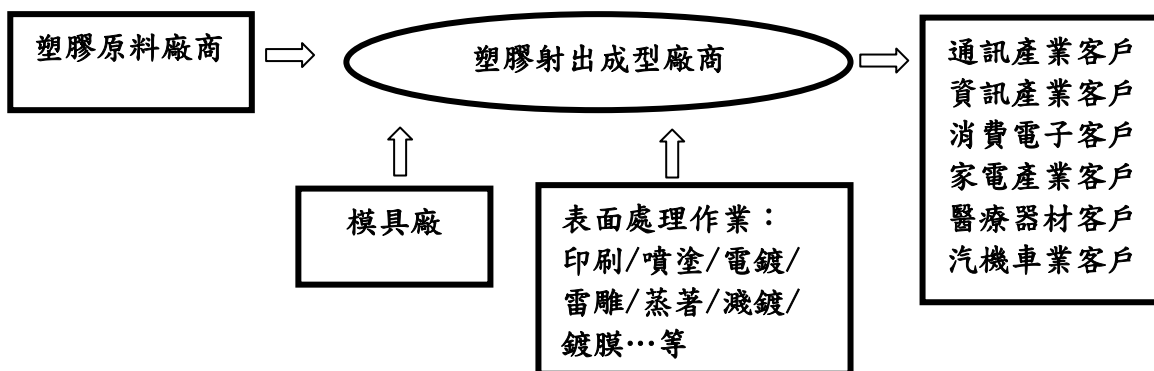 塑膠原料廠商
塑膠射出成型廠商
通訊產業客戶
資訊產業客戶
消費電子客戶
家電產業客戶
醫療器材客戶
汽機車業客戶
模具廠
表面處理作業：
印刷/噴塗/電鍍/
雷雕/蒸著/濺鍍/
鍍膜…等